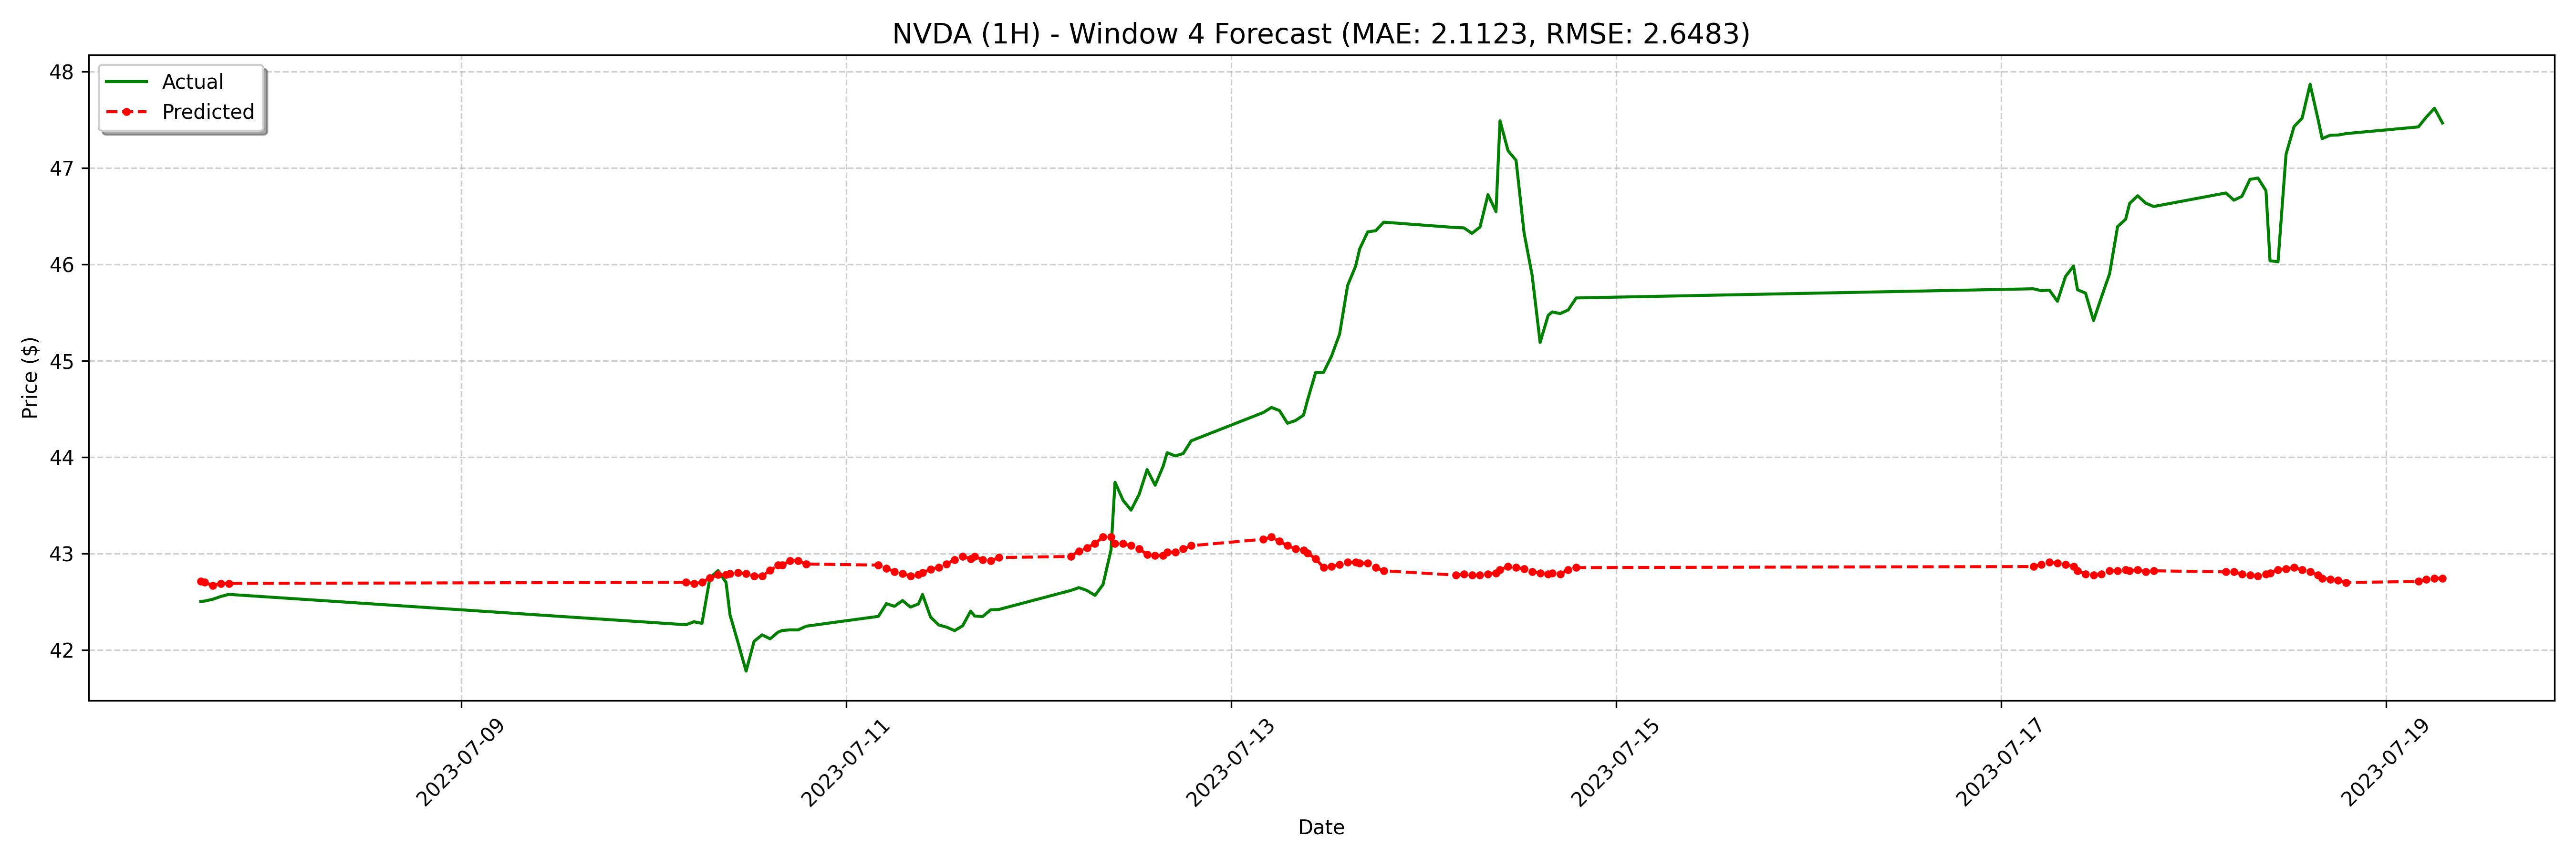 NVDA (1H) - Window 4 Forecast (MAE: 2.1123, RMSE: 2.6483)
Actual
Predicted
Price ($)
48
47
46
45
44
43
42
2023-07-09
2023-07-11
2023-07-13
2023-07-15
2023-07-17
2023-07-19
Date